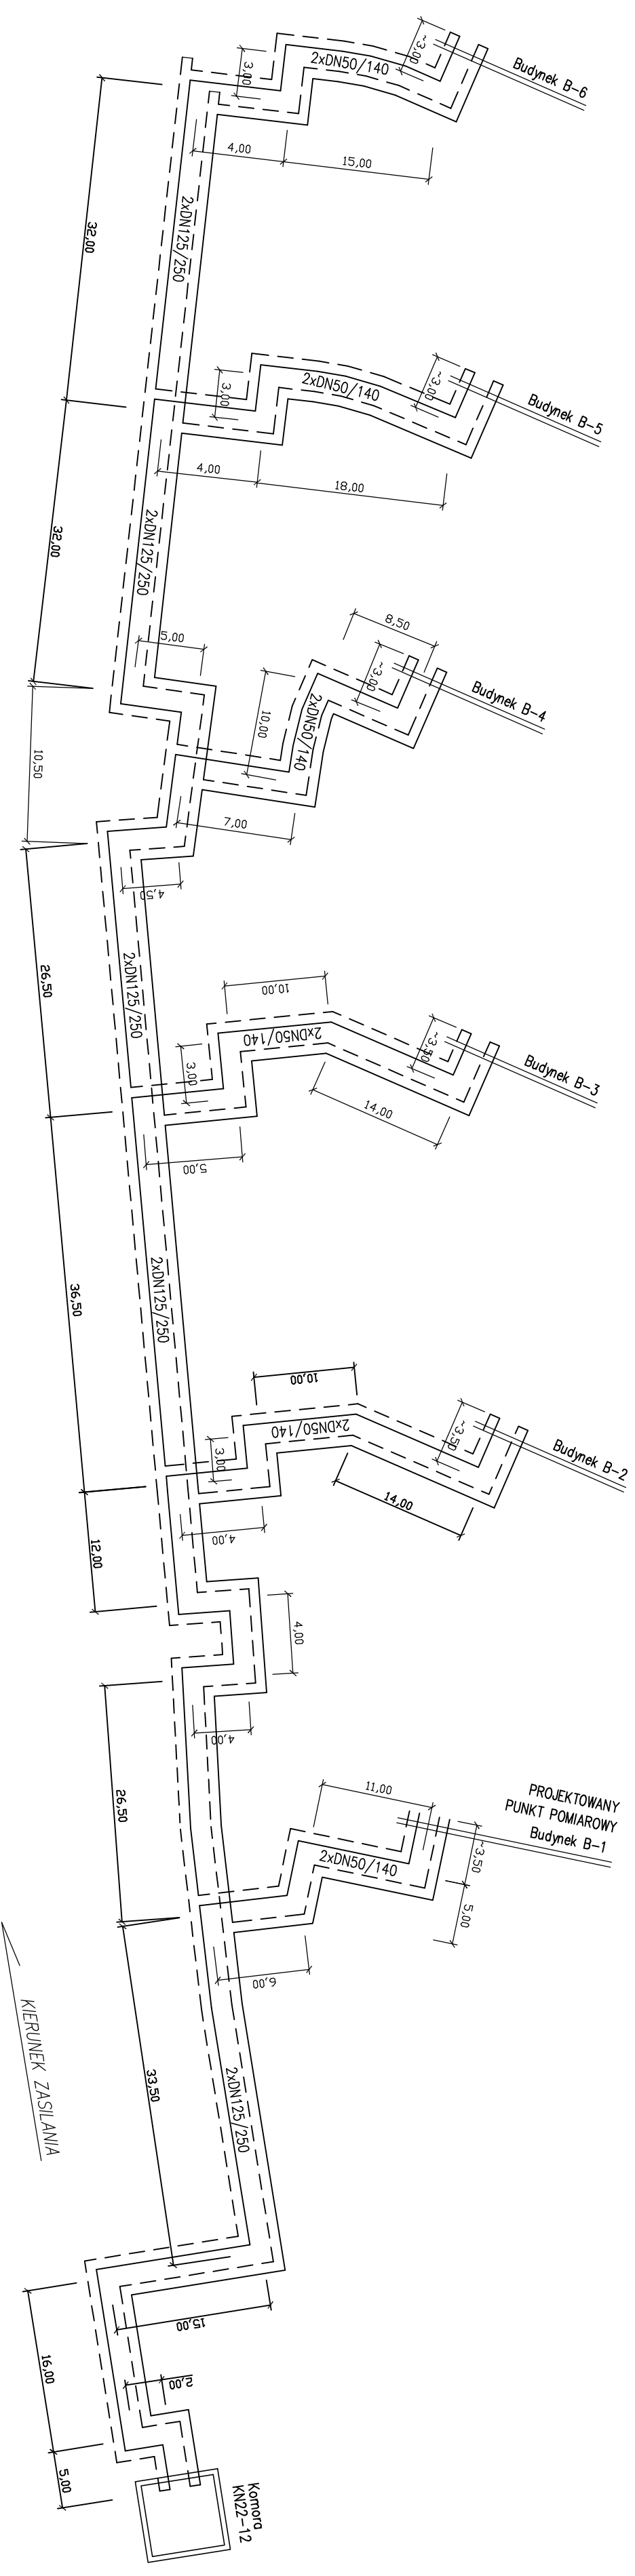 ~3,00
Budynek B-6
3,00
2xDN50/140
4,00
15,00
32,00
2xDN125/250
~3,00
Budynek B-5
3,00
2xDN50/140
4,00
18,00
32,00
2xDN125/250
5,00
8,50
~3,00
Budynek B-4
10,00
2xDN50/140
10,50
7,00
4,50
26,50
2xDN125/250
10,00
~3,50
Budynek B-3
2xDN50/140
3,00
14,00
5,00
36,50
2xDN125/250
10,00
~3,50
Budynek B-2
2xDN50/140
3,00
14,00
4,00
12,00
4,00
4,00
26,50
11,00
PROJEKTOWANY
PUNKT POMIAROWY
Budynek B-1
~3,50
2xDN50/140
5,00
6,00
KIERUNEK ZASILANIA
33,50
2xDN125/250
15,00
16,00
2,00
5,00
Komora
KN22-12